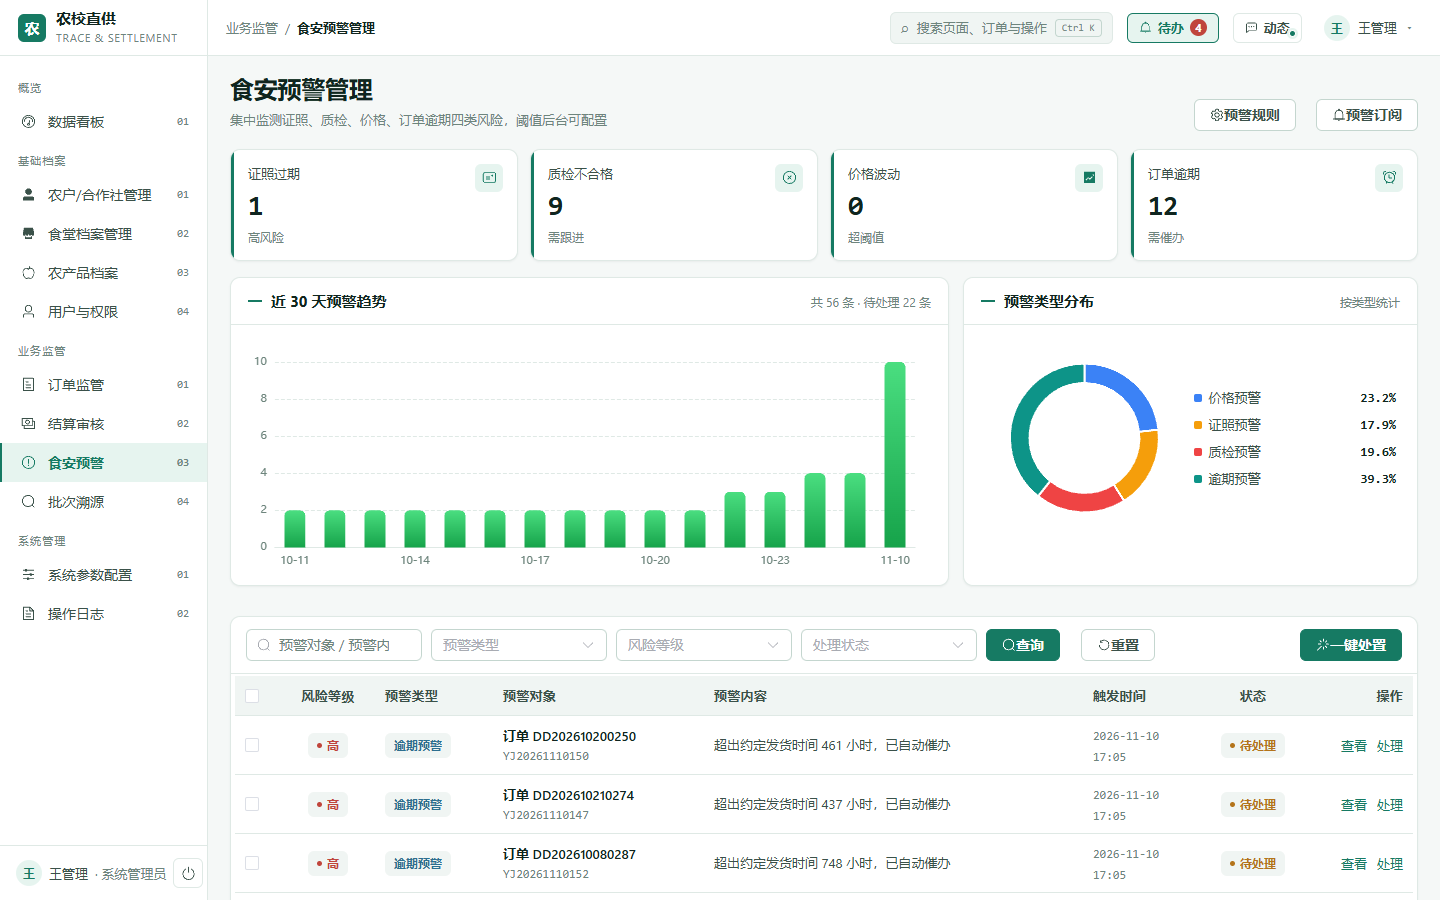 农 农校直供
TRACE & SETTLEMENT
概览
数据看板 01
基础档案
农户/合作社管理 01
食堂档案管理 02
农产品档案 03
用户与权限 04
业务监管
订单监管 01
结算审核 02
食安预警 03
批次溯源 04
系统管理
系统参数配置 01
操作日志 02
王 王管理 · 系统管理员
业务监管 / 食安预警管理
搜索页面、订单与操作 Ctrl K
待办 4
动态
王 王管理
食安预警管理
集中监测证照、质检、价格、订单逾期四类风险，阈值后台可配置
预警规则
预警订阅
证照过期
1
高风险
质检不合格
9
需跟进
价格波动
0
超阈值
订单逾期
12
需催办
近 30 天预警趋势
共 56 条 · 待处理 22 条
10
8
6
4
2
0
10-11 10-14 10-17 10-20 10-23 11-10
预警类型分布
按类型统计
价格预警 23.2%
证照预警 17.9%
质检预警 19.6%
逾期预警 39.3%
预警对象 / 预警内 预警类型 风险等级 处理状态 查询 重置 一键处置
风险等级 预警类型 预警对象 预警内容 触发时间 状态 操作
高 逾期预警 订单 DD202610200250 超出约定发货时间 461 小时，已自动催办 2026-11-10 待处理 查看 处理
YJ20261110150 17:05
高 逾期预警 订单 DD202610210274 超出约定发货时间 437 小时，已自动催办 2026-11-10 待处理 查看 处理
YJ20261110147 17:05
高 逾期预警 订单 DD202610080287 超出约定发货时间 748 小时，已自动催办 2026-11-10 待处理 查看 处理
YJ20261110152 17:05